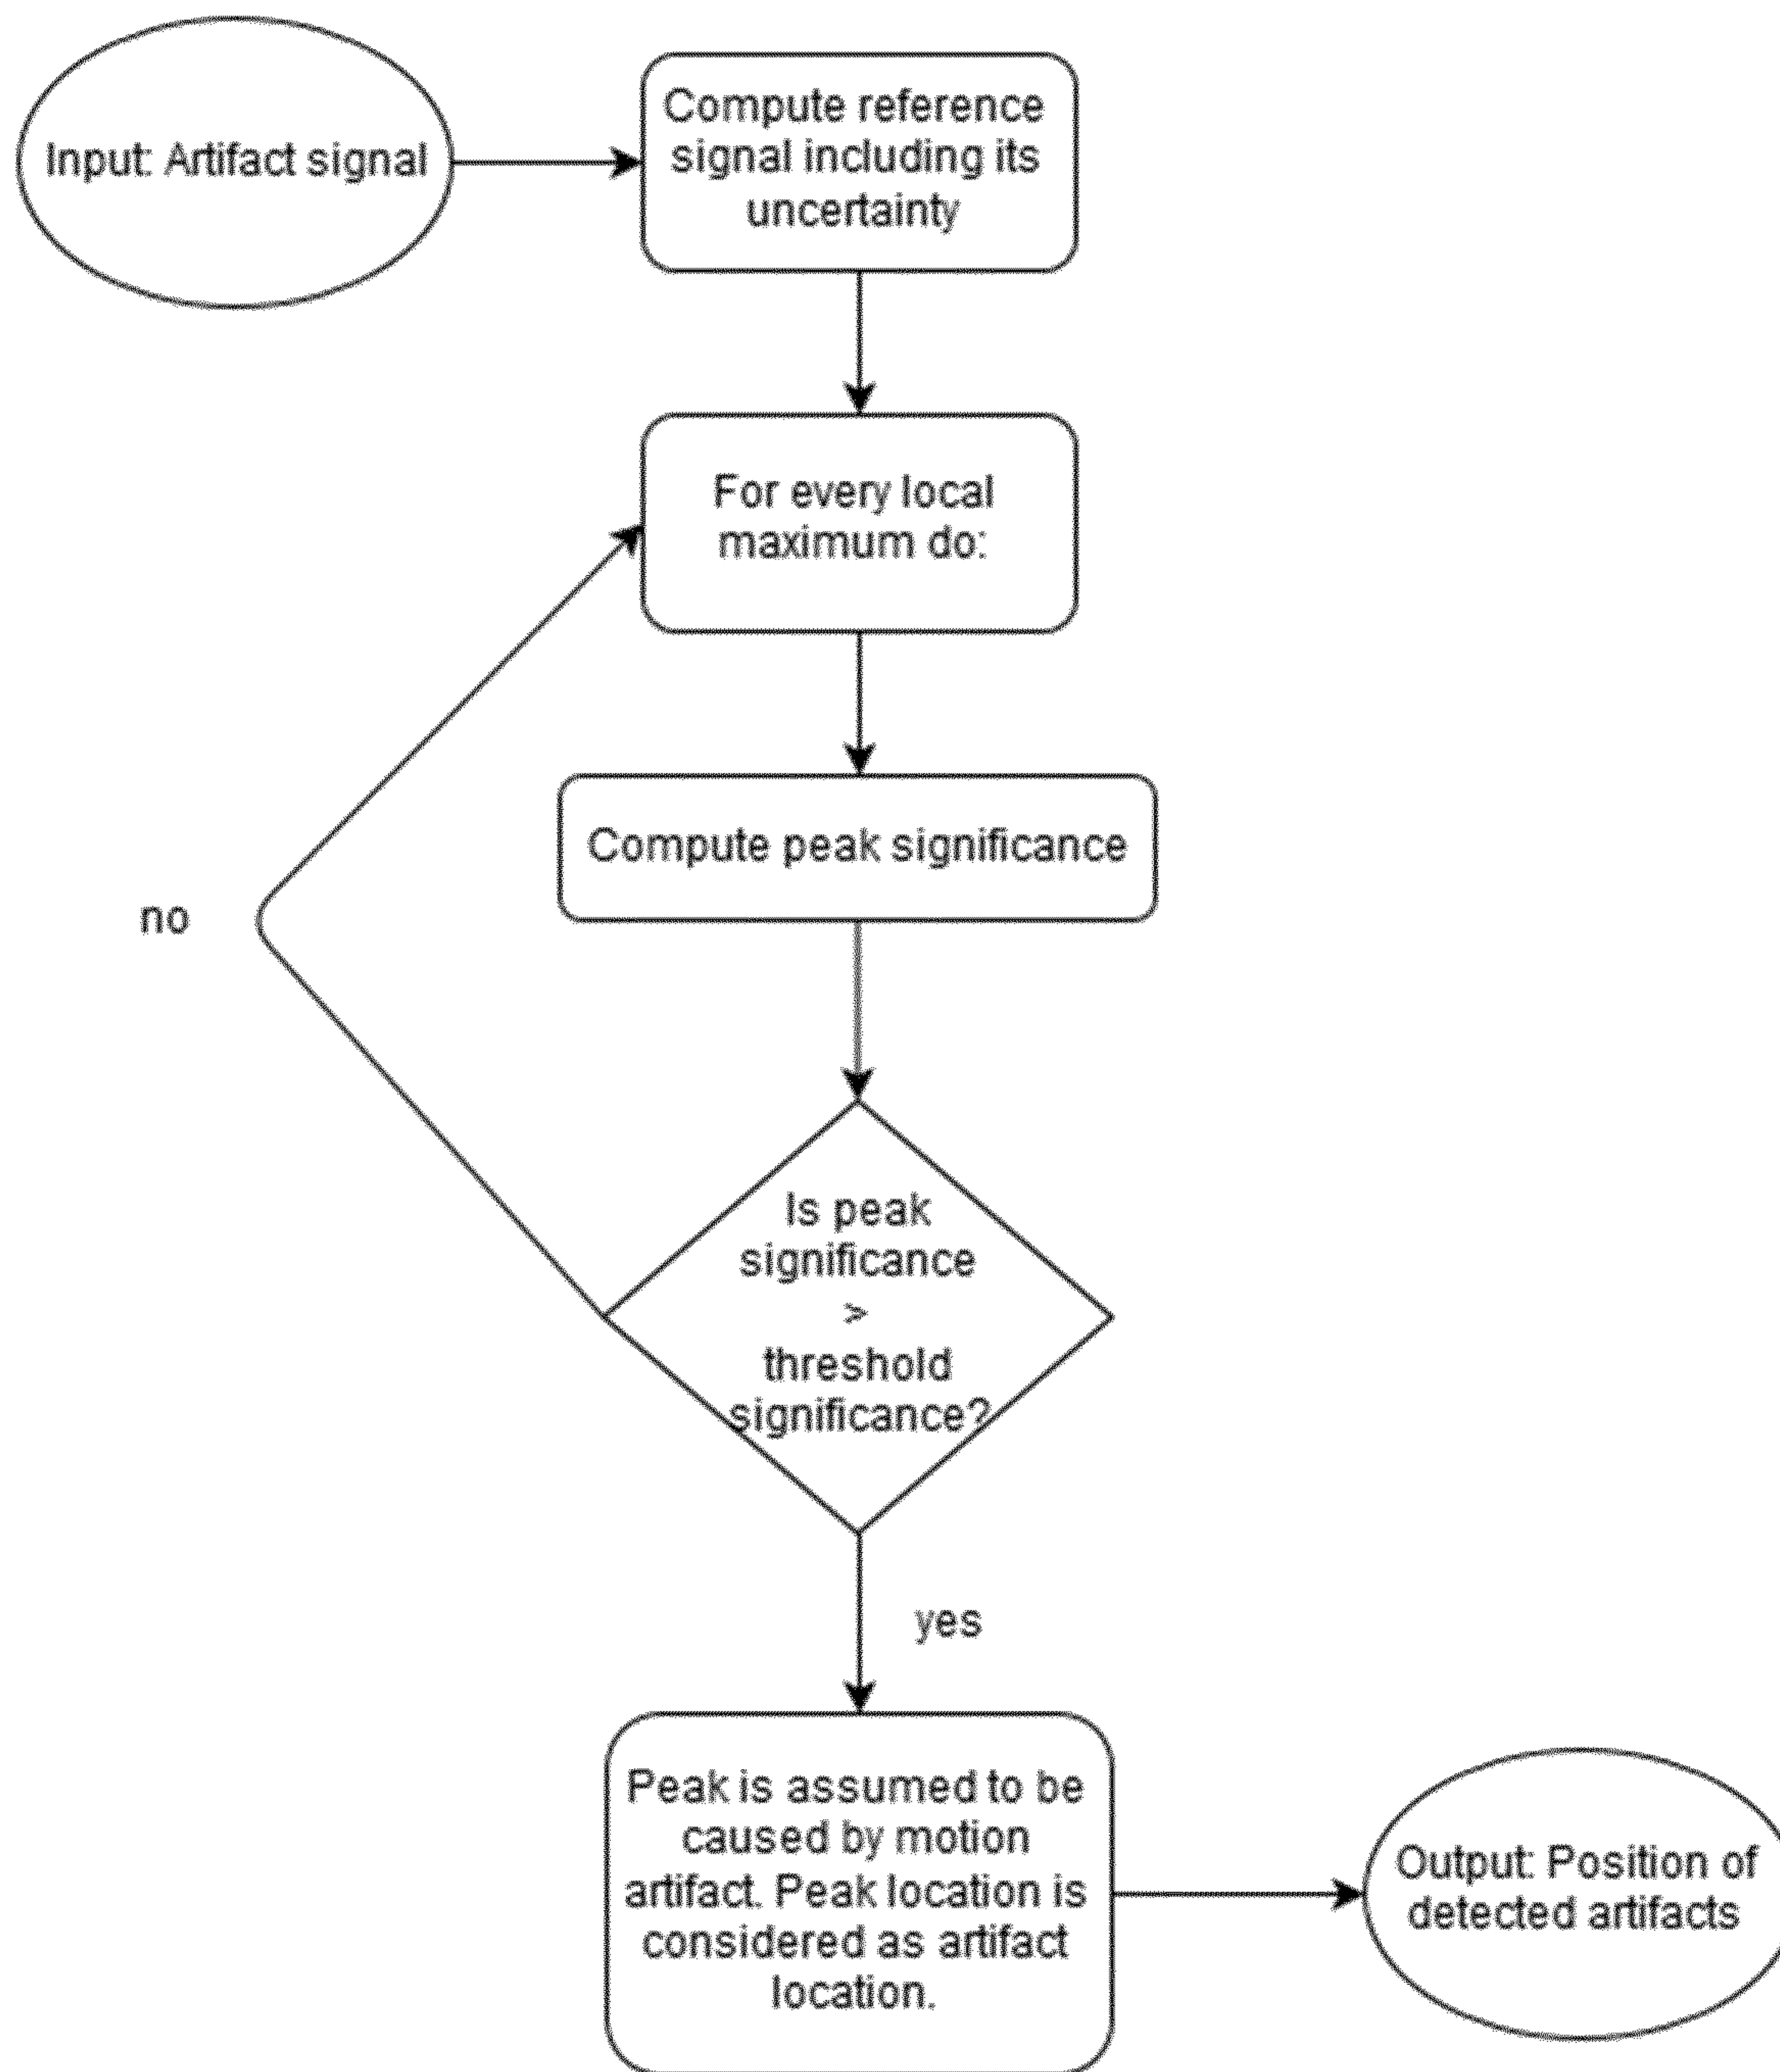 Input: Artifact signal
Compute reference
signal including its
uncertainty
For every local
maximum do:
Compute peak significance
no
Is peak
significance
>
threshold
significance?
yes
Peak is assumed to be
caused by motion
artifact. Peak location is
considered as artifact
location.
Output: Position of
detected artifacts